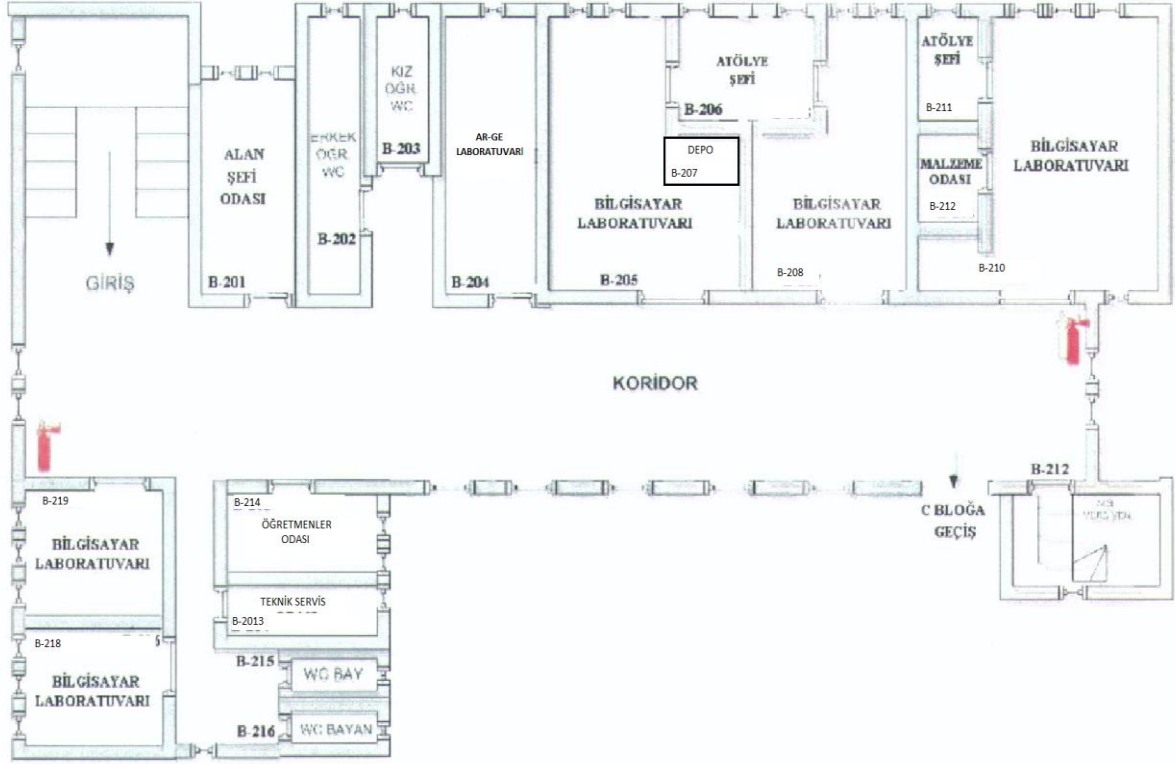 GİRİŞ
ALAN
ŞEFİ
ODASI
B-201
ERKEK
ÖĞR.
WC
B-202
KIZ
ÖĞR.
WC
B-203
AR-GE
LABORATUVARI
B-204
BİLGİSAYAR
LABORATUVARI
B-205
ATÖLYE
ŞEFİ
B-206
DEPO
B-207
BİLGİSAYAR
LABORATUVARI
B-208
ATÖLYE
ŞEFİ
B-211
MALZEME
ODASI
B-212
BİLGİSAYAR
LABORATUVARI
B-210
KORİDOR
B-219
BİLGİSAYAR
LABORATUVARI
B-218
BİLGİSAYAR
LABORATUVARI
B-214
ÖĞRETMENLER
ODASI
TEKNİK SERVİS
B-2013
B-215
WC BAY
B-216
WC BAYAN
C BLOĞA
GEÇİŞ
B-212